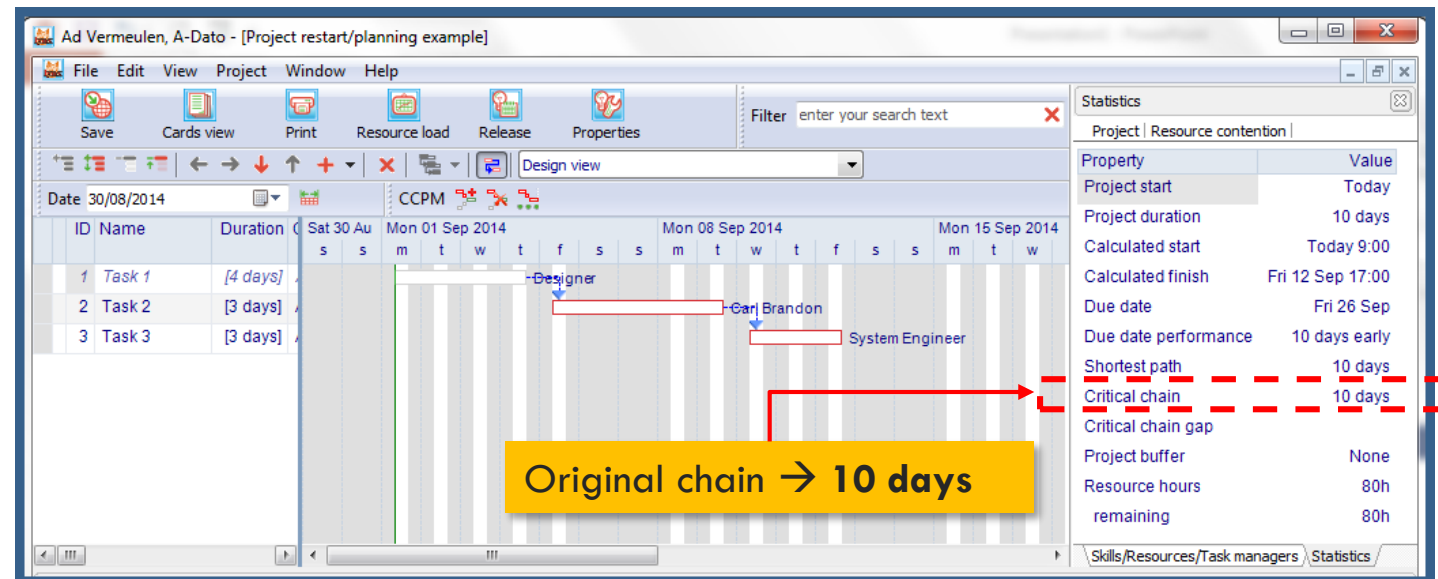 Ad Vermeulen, A-Dato - [Project restart/planning example]
File Edit View Project Window Help
Save Cards view Print Resource load Release Properties
Filter enter your search text
Design view
Date 30/08/2014
CCPM
ID Name Duration
Sat 30 Au Mon 01 Sep 2014 Mon 08 Sep 2014 Mon 15 Sep 2014
s s m t w t f s s m t w t f s s m t w
1 Task 1 [4 days]
Designer
2 Task 2 [3 days]
Carl Brandon
3 Task 3 [3 days]
System Engineer
Original chain → 10 days
Statistics
Project | Resource contention |
Property Value
Project start Today
Project duration 10 days
Calculated start Today 9:00
Calculated finish Fri 12 Sep 17:00
Due date Fri 26 Sep
Due date performance 10 days early
Shortest path 10 days
Critical chain 10 days
Critical chain gap
Project buffer None
Resource hours 80h
remaining 80h
Skills/Resources/Task managers Statistics